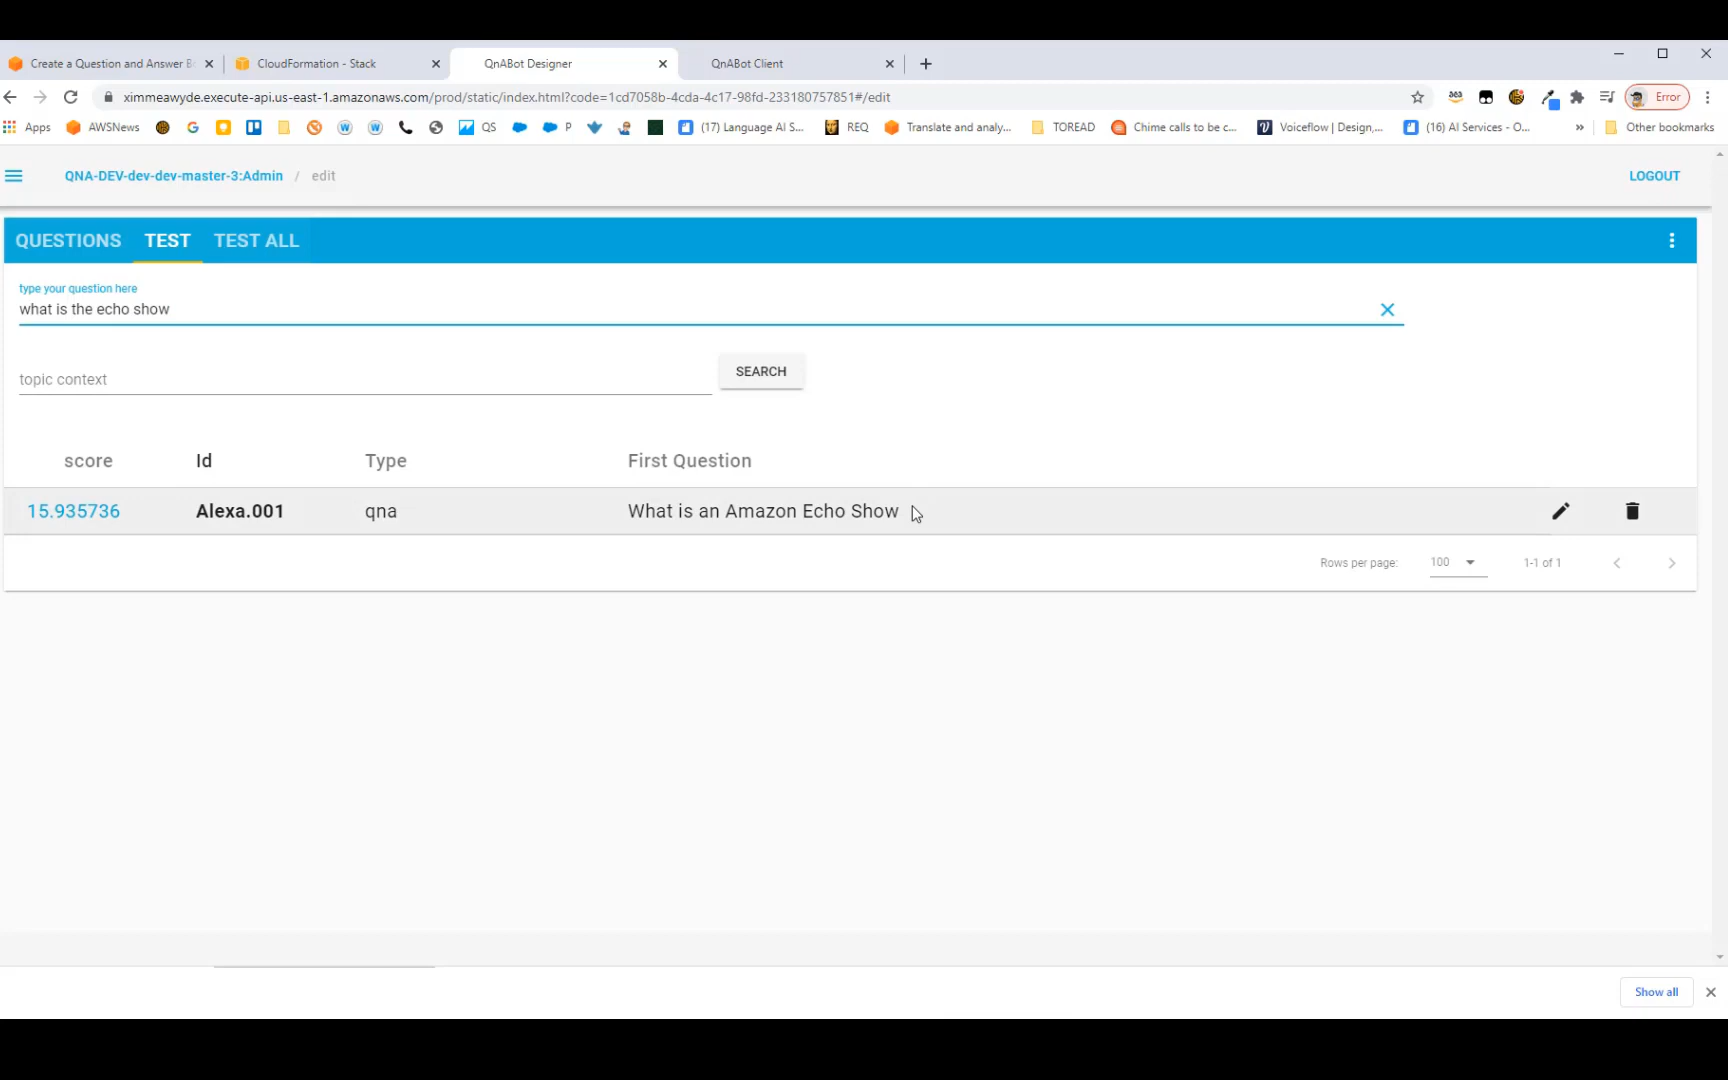 Create a Question and Answer B
CloudFormation - Stack
QnABot Designer
QnABot Client
ximmeawyde.execute-api.us-east-1.amazonaws.com/prod/static/index.html?code=1cd7058b-4cda-4c17-98fd-233180757851#/edit
Error
Apps
AWSNews
QS
P
(17) Language AI S...
REQ
Translate and analy...
TOREAD
Chime calls to be c...
Voiceflow | Design,...
(16) AI Services - O...
»
Other bookmarks
QNA-DEV-dev-dev-master-3:Admin / edit
LOGOUT
QUESTIONS TEST TEST ALL
type your question here
what is the echo show
topic context
SEARCH
score Id Type First Question
15.935736 Alexa.001 qna What is an Amazon Echo Show
Rows per page: 100 1-1 of 1
Show all